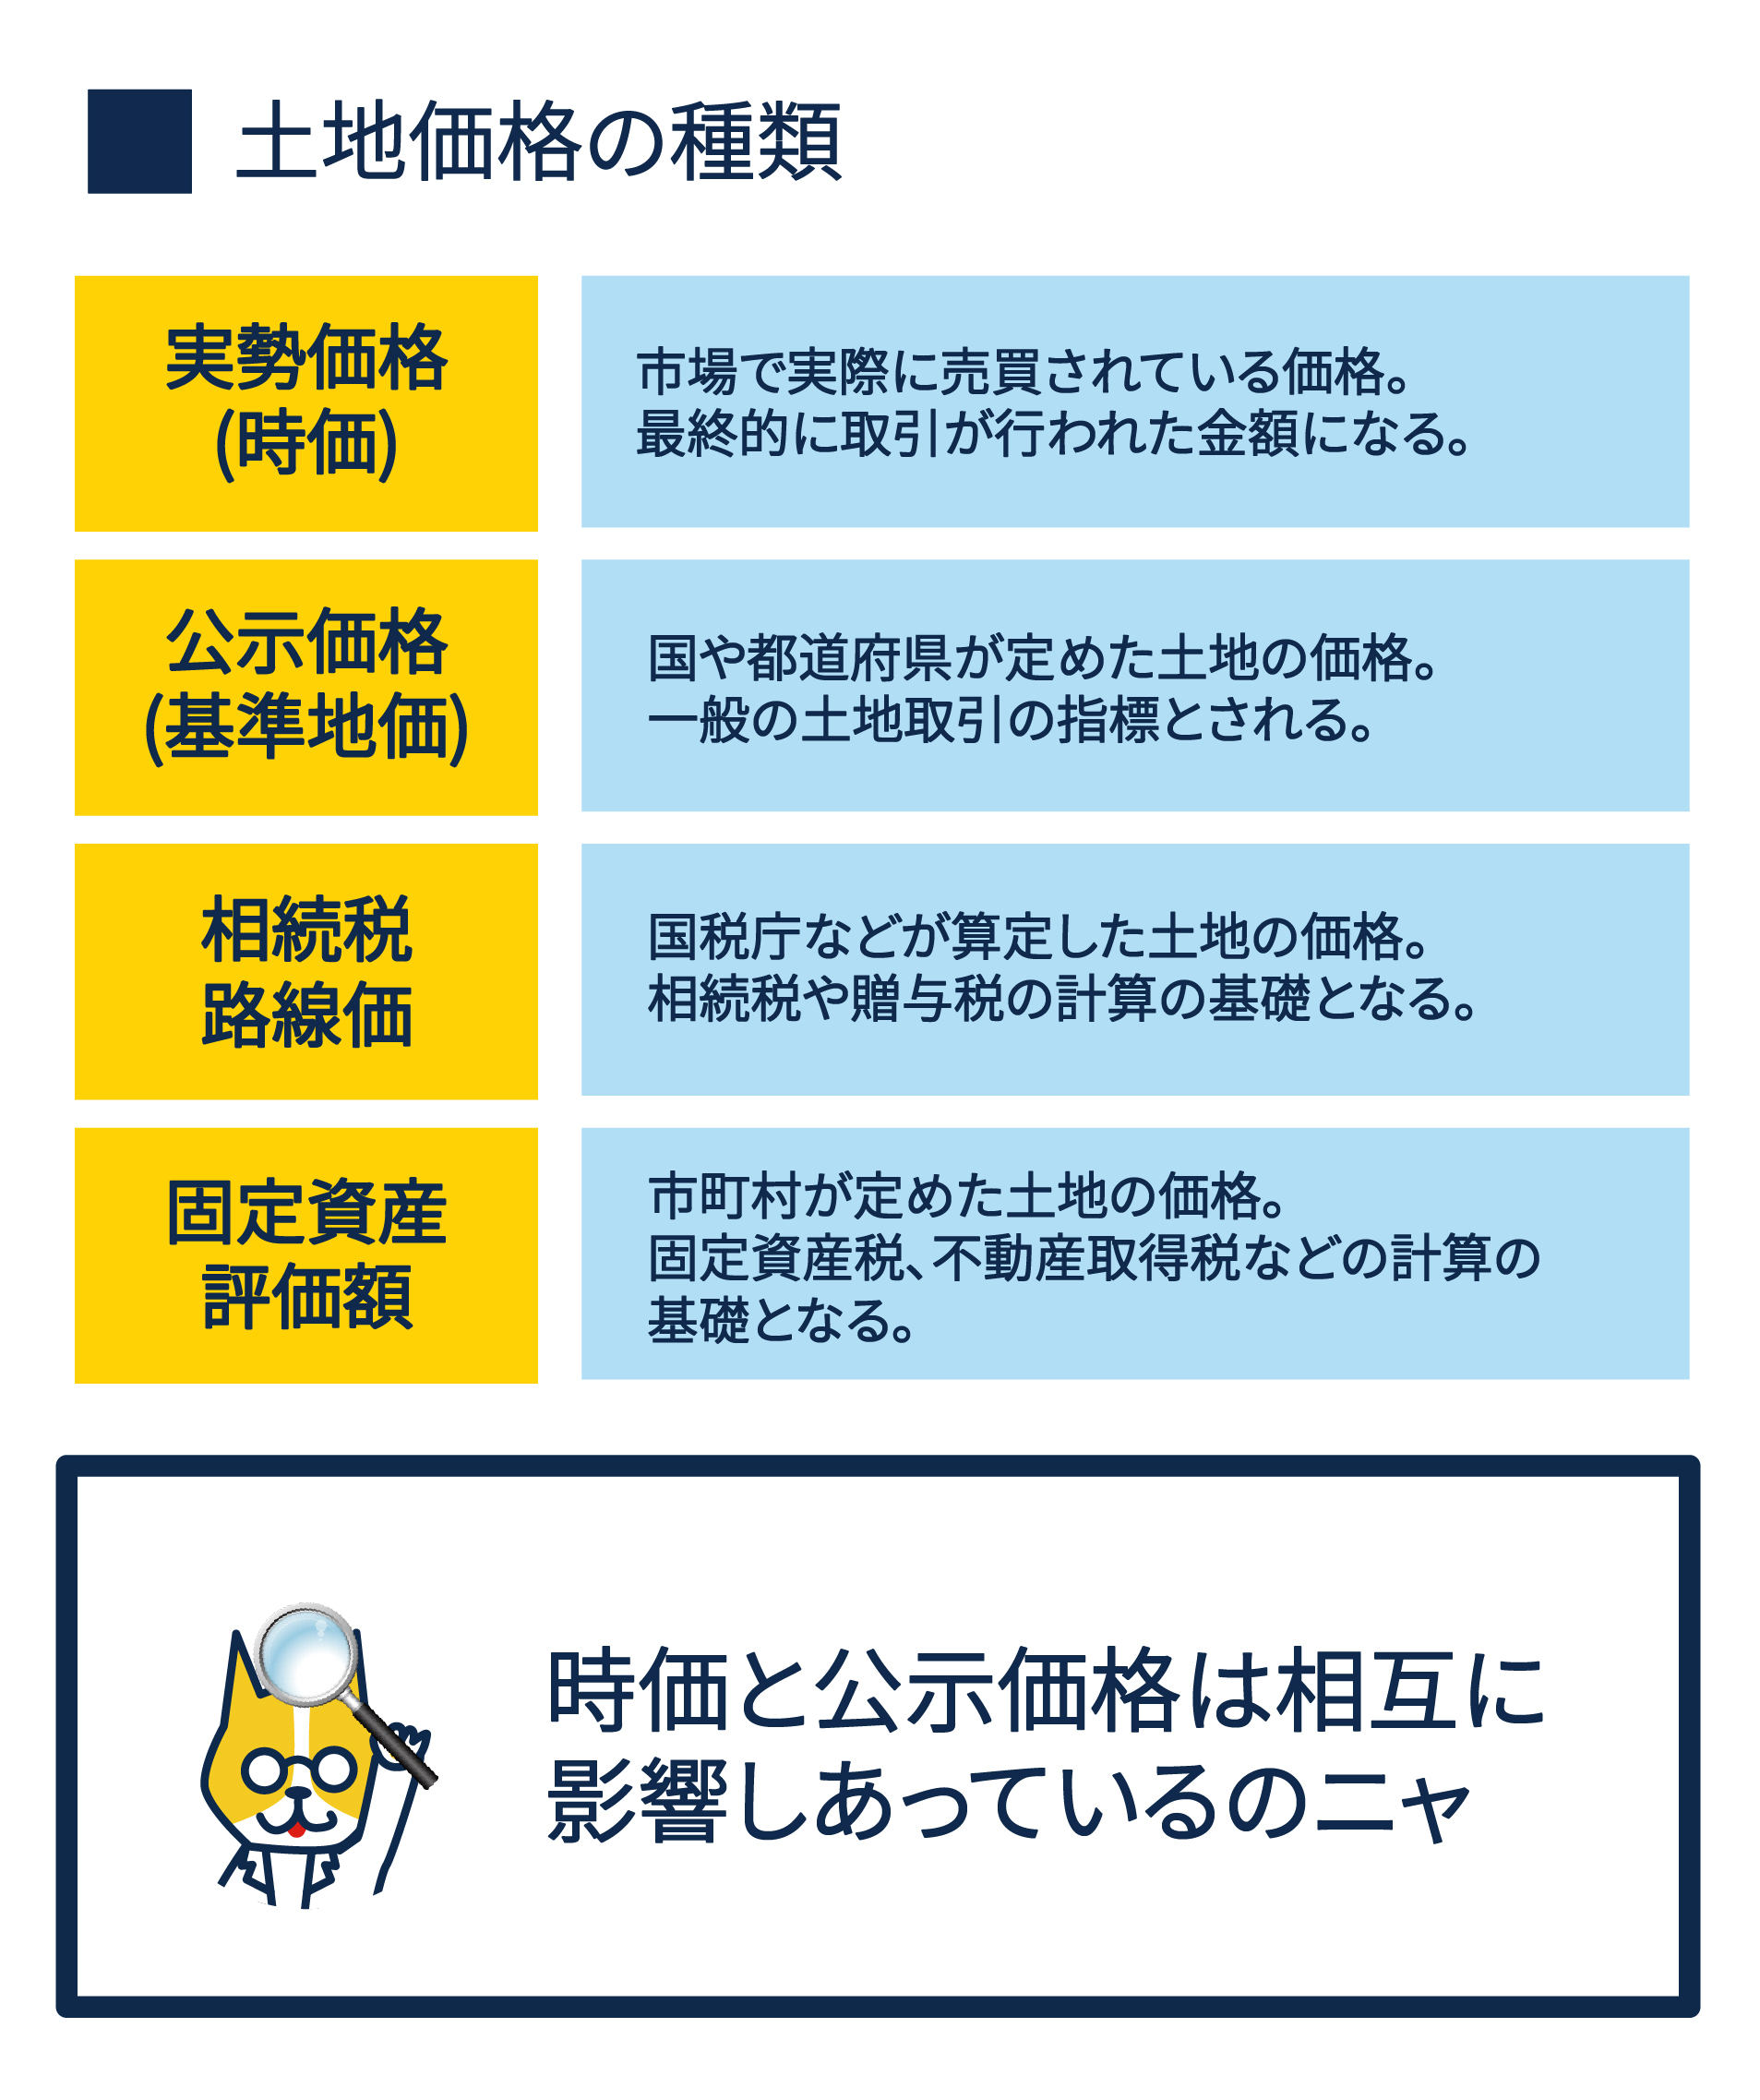 土地価格の種類
実勢価格
(時価)
市場で実際に売買されている価格。
最終的に取引が行われた金額になる。
公示価格
(基準地価)
国や都道府県が定めた土地の価格。
一般の土地取引の指標とされる。
相続税
路線価
国税庁などが算定した土地の価格。
相続税や贈与税の計算の基礎となる。
固定資産
評価額
市町村が定めた土地の価格。
固定資産税、不動産取得税などの計算の
基礎となる。
時価と公示価格は相互に
影響しあっているのニャ